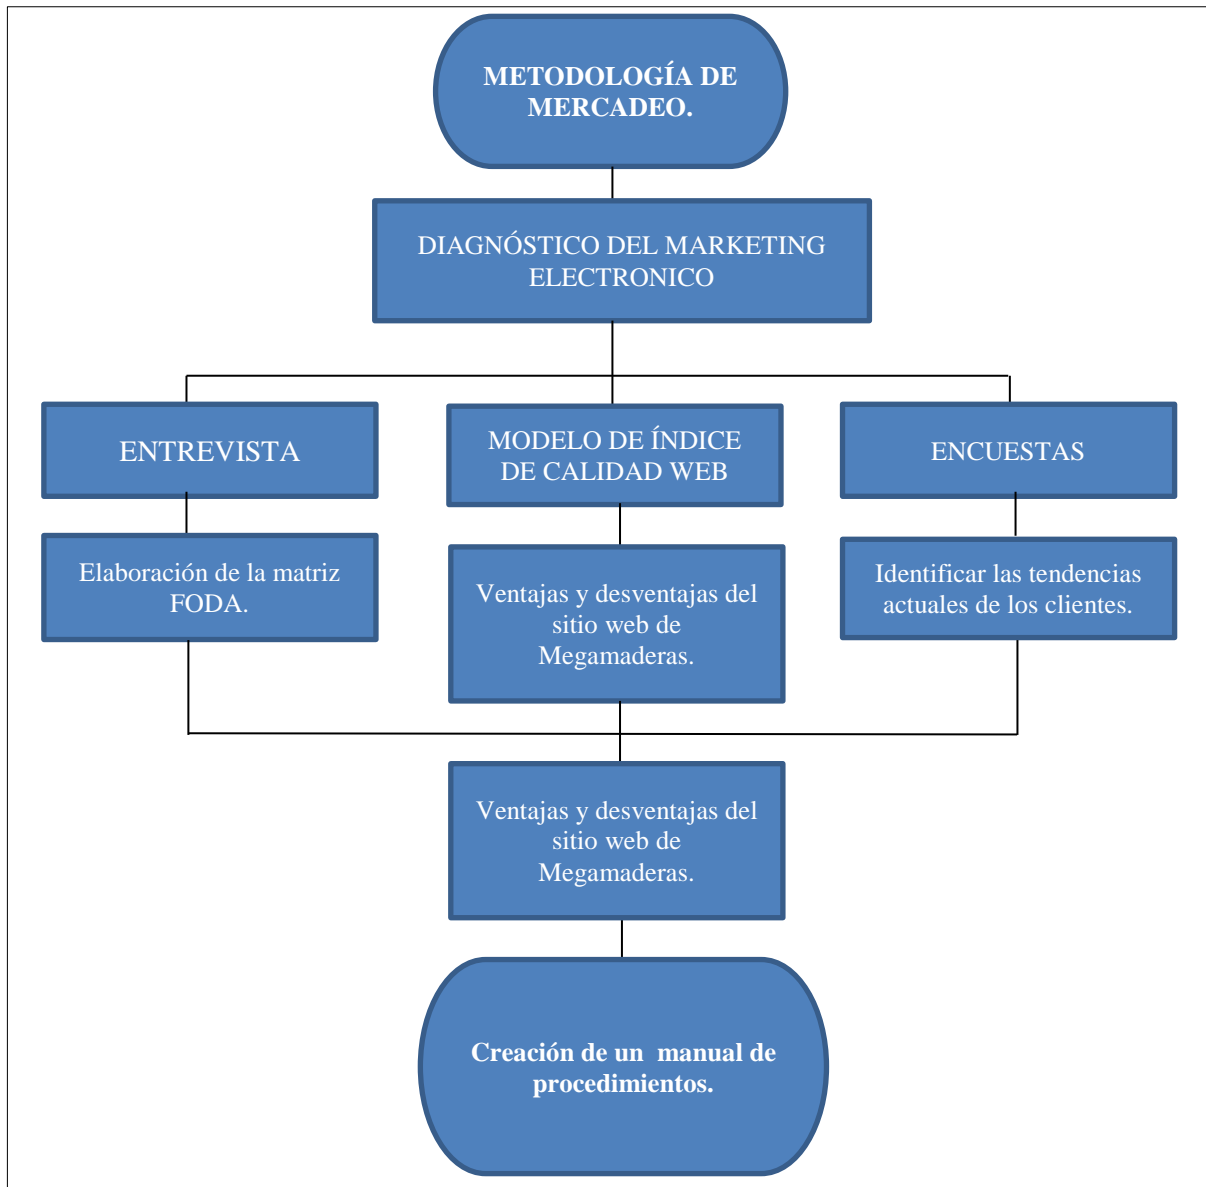 METODOLOGÍA DE
MERCADEO.
DIAGNÓSTICO DEL MARKETING
ELECTRONICO
ENTREVISTA
MODELO DE ÍNDICE
DE CALIDAD WEB
ENCUESTAS
Elaboración de la matriz
FODA.
Ventajas y desventajas del
sitio web de
Megamaderas.
Identificar las tendencias
actuales de los clientes.
Ventajas y desventajas del
sitio web de
Megamaderas.
Creación de un  manual de
procedimientos.